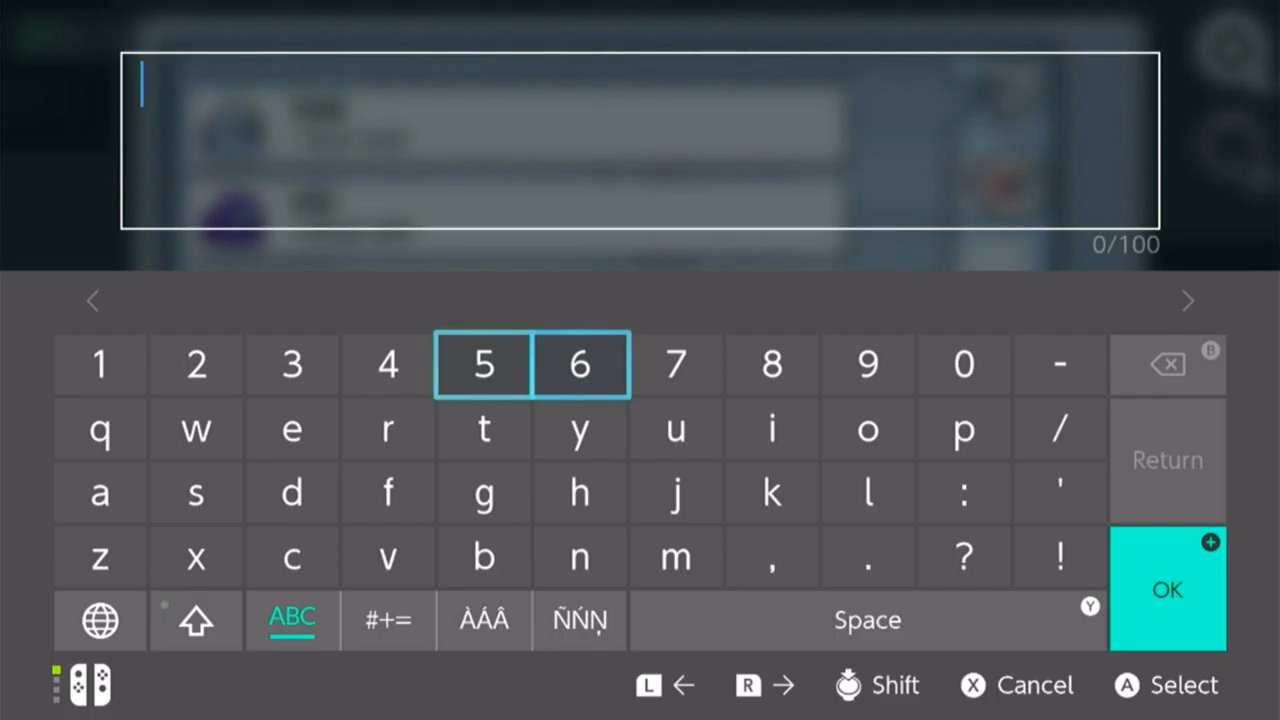 0/100
1 2 3 4 5 6 7 8 9 0 - B
q w e r t y u i o p /
Return
a s d f g h j k l : '
z x c v b n m , . ? ! OK
ABC #+= ÀÁÂ ÑŃŅ Space Y
L ← R → Shift X Cancel A Select